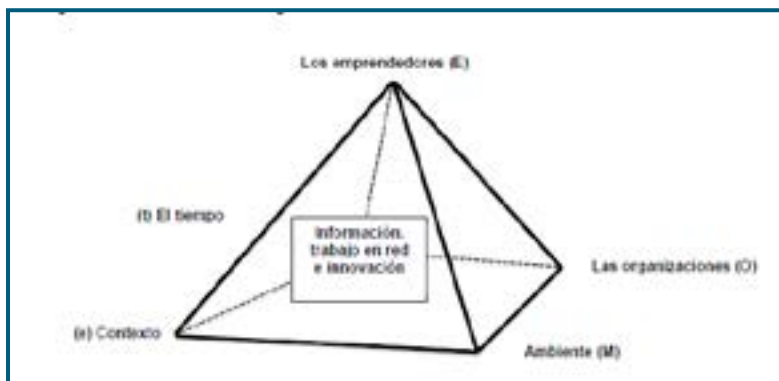 Los emprendedores (E)
(t) El tiempo
Información,
trabajo en red
e innovación
Las organizaciones (O)
(e) Contexto
Ambiente (M)